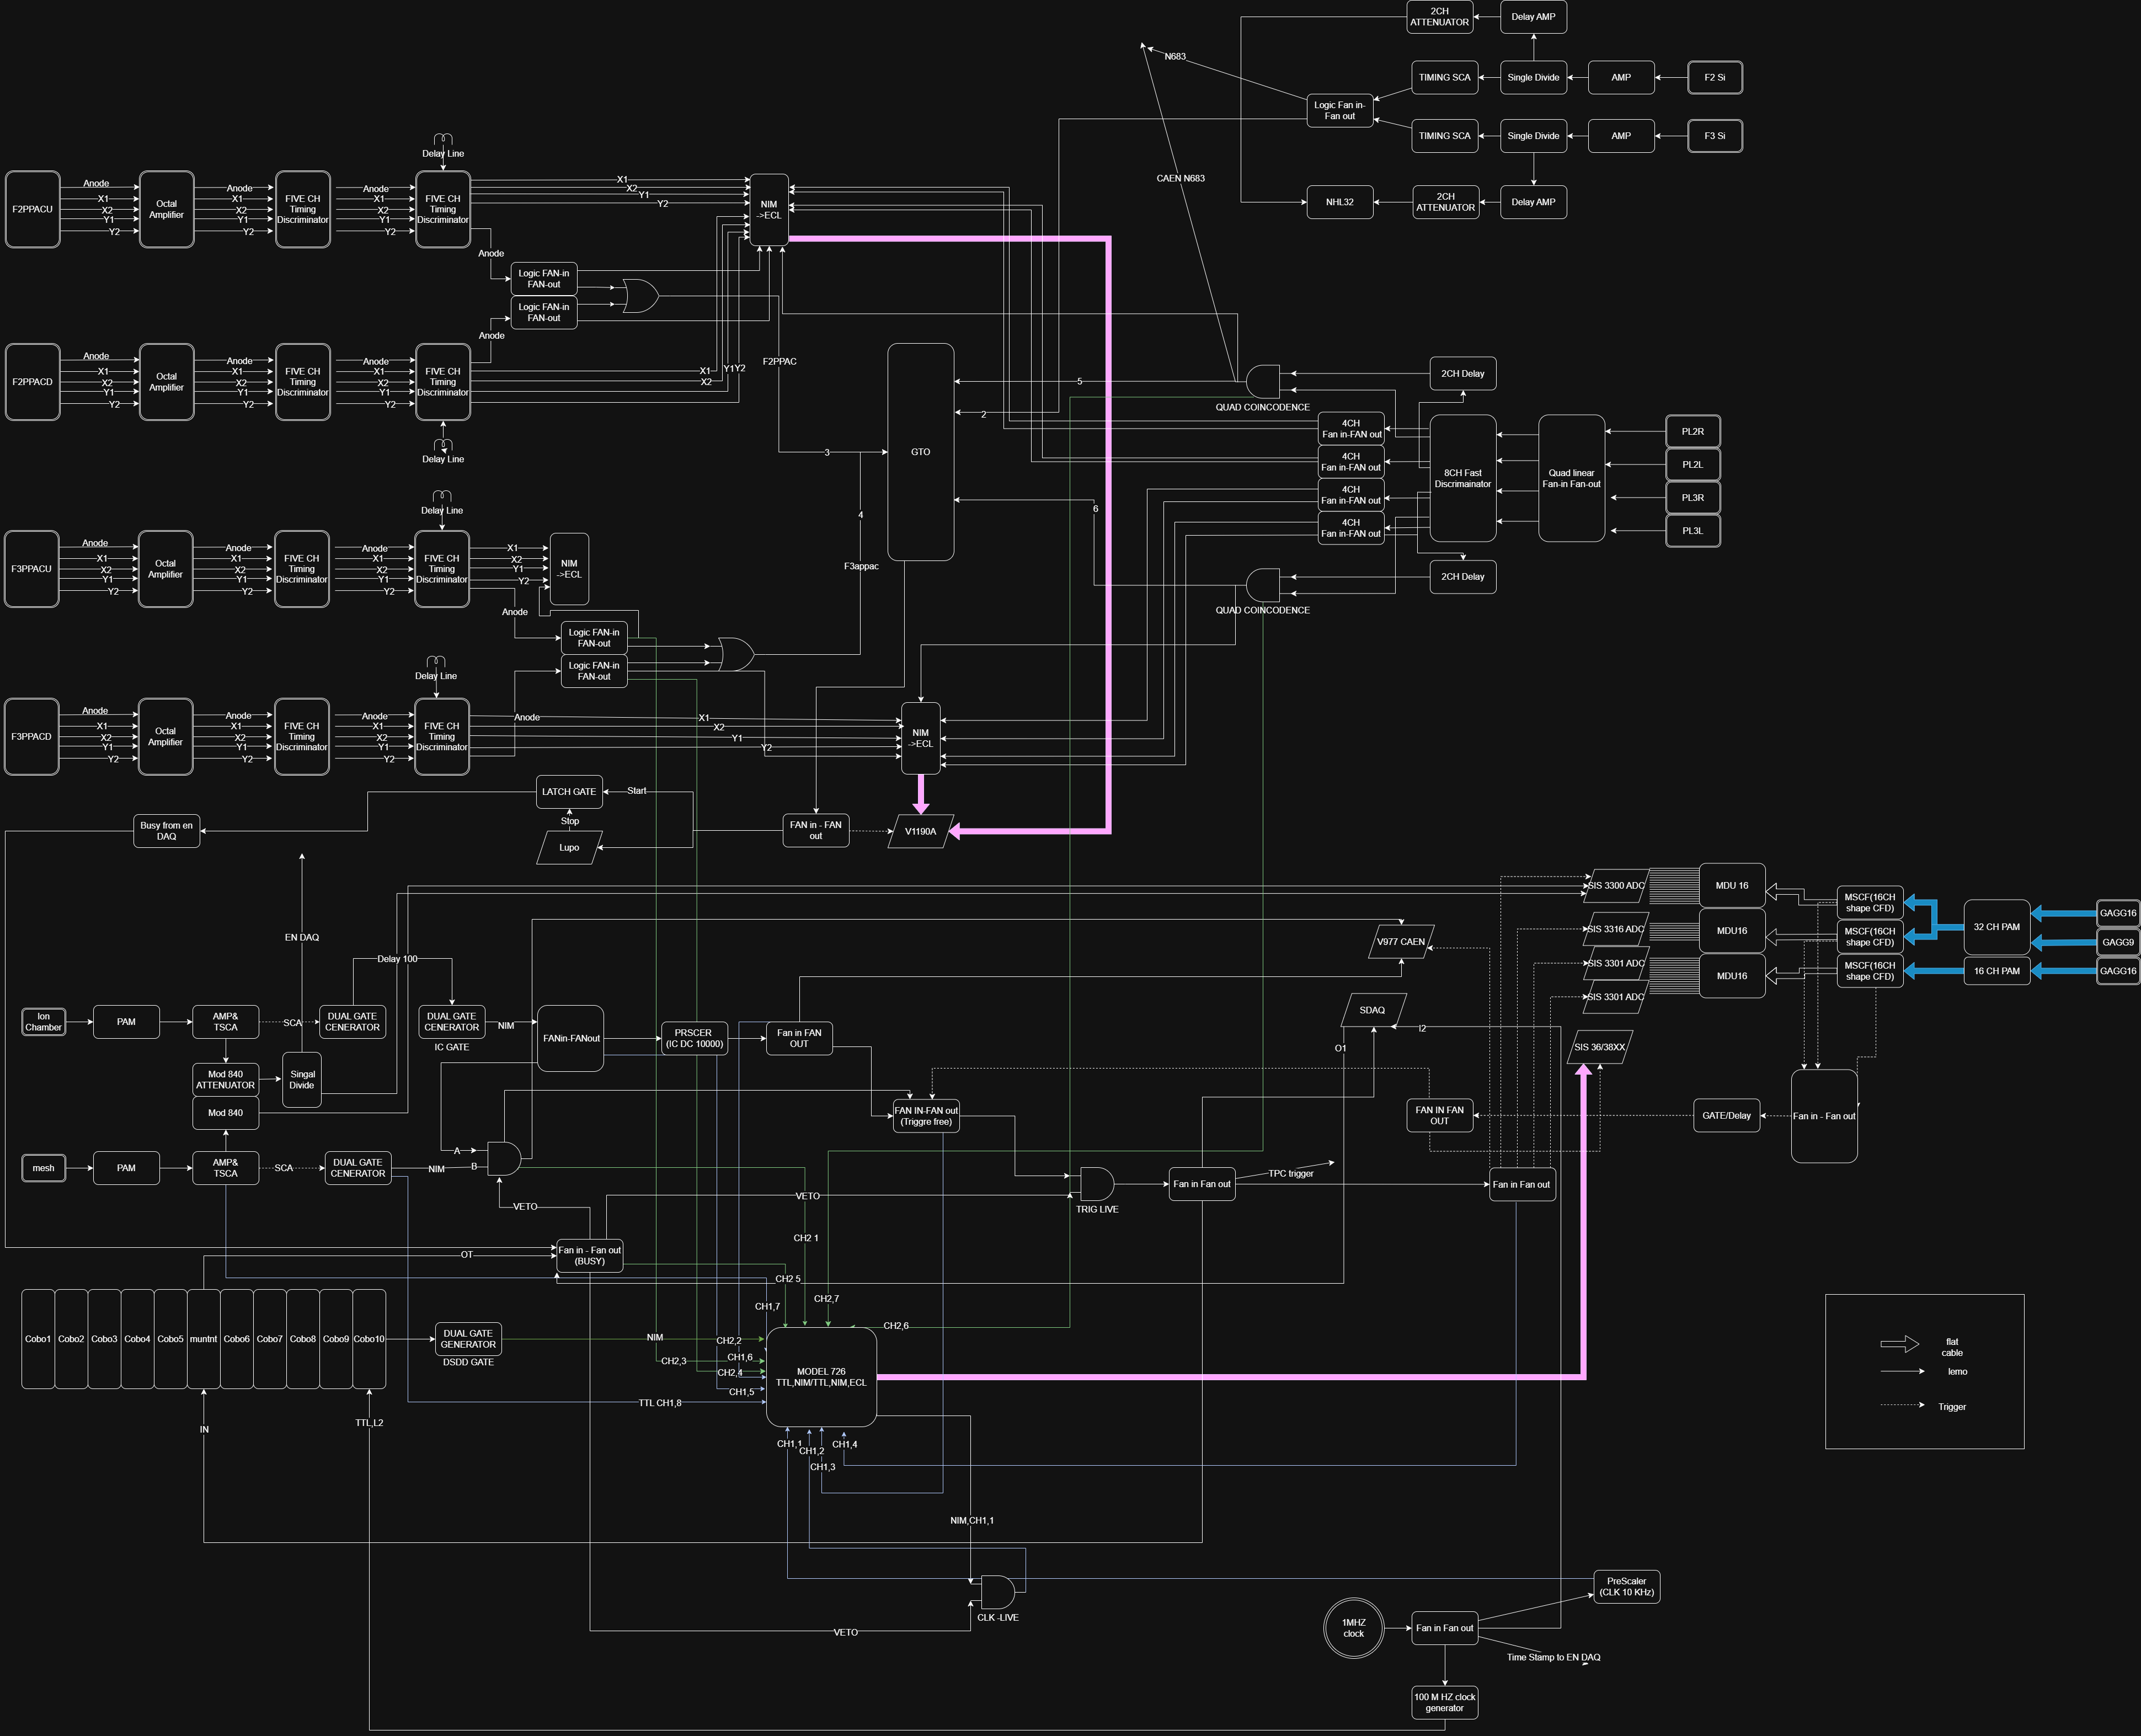 2CH
ATTENUATOR
Delay AMP
N683
TIMING SCA
Single Divide
AMP
F2 Si
Logic Fan in-
Fan out
TIMING SCA
Single Divide
AMP
F3 Si
CAEN N683
NHL32
2CH
ATTENUATOR
Delay AMP
Delay Line
F2PPACU
Anode
X1
X2
Y1
Y2
Octal
Amplifier
Anode
X1
X2
Y1
Y2
FIVE CH
Timing
Discriminator
Anode
X1
X2
Y1
Y2
FIVE CH
Timing
Discriminator
X1
X2
Y1
Y2
NIM
->ECL
Anode
Logic FAN-in
FAN-out
Logic FAN-in
FAN-out
Anode
F2PPACD
Anode
X1
X2
Y1
Y2
Octal
Amplifier
Anode
X1
X2
Y1
Y2
FIVE CH
Timing
Discriminator
Anode
X1
X2
Y1
Y2
FIVE CH
Timing
Discriminator
X1
X2
Y1Y2
F2PPAC
Delay Line
GTO
5
2
3
4
6
F3appac
QUAD COINCODENCE
2CH Delay
4CH
Fan in-FAN out
4CH
Fan in-FAN out
4CH
Fan in-FAN out
4CH
Fan in-FAN out
8CH Fast
Discrimainator
Quad linear
Fan-in Fan-out
PL2R
PL2L
PL3R
PL3L
2CH Delay
QUAD COINCODENCE
Delay Line
F3PPACU
Anode
X1
X2
Y1
Y2
Octal
Amplifier
Anode
X1
X2
Y1
Y2
FIVE CH
Timing
Discriminator
Anode
X1
X2
Y1
Y2
FIVE CH
Timing
Discriminator
X1
X2
Y1
Y2
NIM
->ECL
Anode
Logic FAN-in
FAN-out
Logic FAN-in
FAN-out
Delay Line
F3PPACD
Anode
X1
X2
Y1
Y2
Octal
Amplifier
Anode
X1
X2
Y1
Y2
FIVE CH
Timing
Discriminator
Anode
X1
X2
Y1
Y2
FIVE CH
Timing
Discriminator
Anode
X1
X2
Y1
Y2
NIM
->ECL
LATCH GATE
Start
Stop
Lupo
Busy from en
DAQ
FAN in - FAN
out
V1190A
EN DAQ
Delay 100
SIS 3300 ADC
MDU 16
MSCF(16CH
shape CFD)
32 CH PAM
GAGG16
V977 CAEN
SIS 3316 ADC
MDU16
MSCF(16CH
shape CFD)
GAGG9
SIS 3301 ADC
MDU16
MSCF(16CH
shape CFD)
16 CH PAM
GAGG16
SIS 3301 ADC
SDAQ
I2
O1
SIS 36/38XX
Ion
Chamber
PAM
AMP&
TSCA
SCA
DUAL GATE
CENERATOR
DUAL GATE
CENERATOR
IC GATE
NIM
FANin-FANout
PRSCER
(IC DC 10000)
Fan in FAN
OUT
Mod 840
ATTENUATOR
Singal
Divide
Mod 840
FAN IN-FAN out
(Triggre free)
FAN IN FAN
OUT
GATE/Delay
Fan in - Fan out
mesh
PAM
AMP&
TSCA
SCA
DUAL GATE
CENERATOR
NIM
A
B
VETO
VETO
TRIG LIVE
Fan in Fan out
TPC trigger
Fan in Fan out
OT
Fan in - Fan out
(BUSY)
CH2 1
CH2 5
CH1,7
CH2,7
CH2,6
Cobo1
Cobo2
Cobo3
Cobo4
Cobo5
muntnt
Cobo6
Cobo7
Cobo8
Cobo9
Cobo10
DUAL GATE
GENERATOR
DSDD GATE
NIM
CH2,2
CH2,3
CH1,6
CH2,4
CH1,5
TTL CH1,8
MODEL 726
TTL,NIM/TTL,NIM,ECL
flat
cable
lemo
Trigger
IN
TTL,L2
CH1,1
CH1,2
CH1,3
CH1,4
NIM,CH1,1
CLK -LIVE
VETO
PreScaler
(CLK 10 KHz)
1MHZ
clock
Fan in Fan out
Time Stamp to EN DAQ
100 M HZ clock
generator